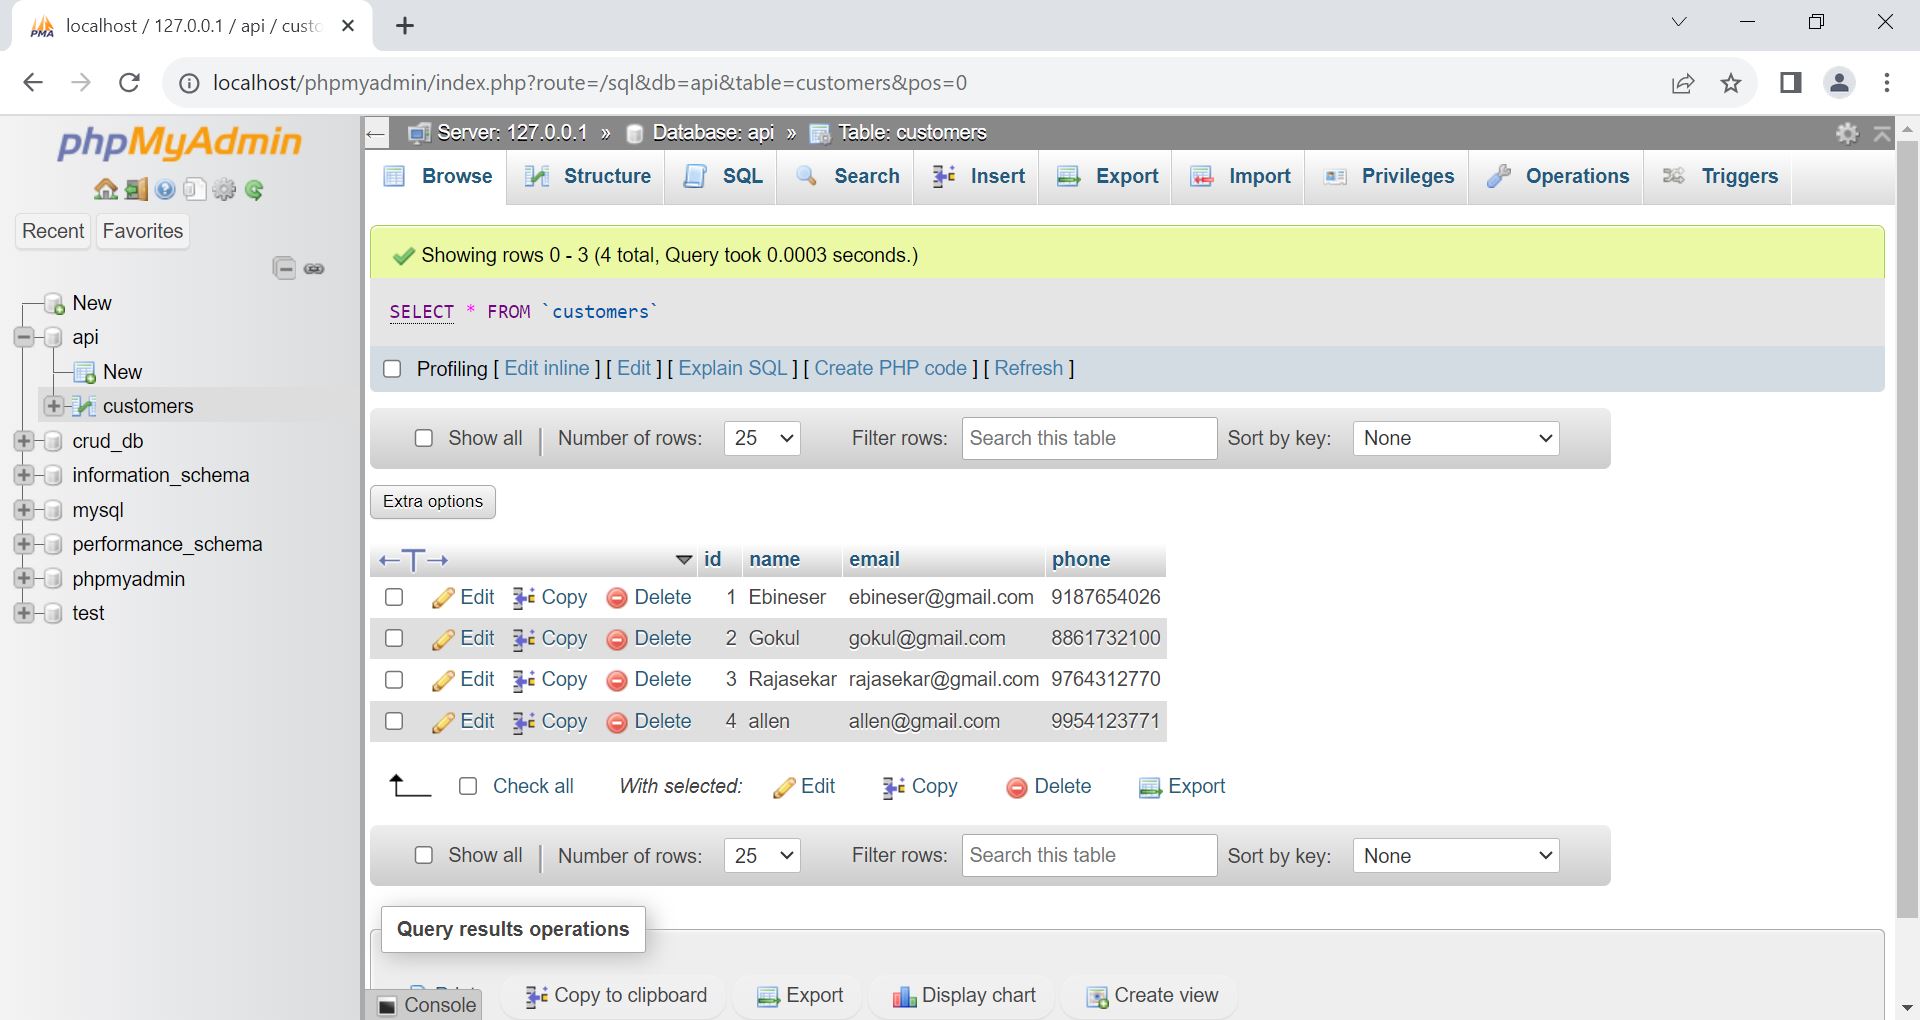 localhost / 127.0.0.1 / api / custo
localhost/phpmyadmin/index.php?route=/sql&db=api&table=customers&pos=0
phpMyAdmin
Recent Favorites
New
api
New
customers
crud_db
information_schema
mysql
performance_schema
phpmyadmin
test
Server: 127.0.0.1 » Database: api » Table: customers
Browse Structure SQL Search Insert Export Import Privileges Operations Triggers
Showing rows 0 - 3 (4 total, Query took 0.0003 seconds.)
SELECT * FROM `customers`
Profiling [ Edit inline ] [ Edit ] [ Explain SQL ] [ Create PHP code ] [ Refresh ]
Show all Number of rows: 25 Filter rows: Search this table Sort by key: None
Extra options
id name email phone
Edit Copy Delete 1 Ebineser ebineser@gmail.com 9187654026
Edit Copy Delete 2 Gokul gokul@gmail.com 8861732100
Edit Copy Delete 3 Rajasekar rajasekar@gmail.com 9764312770
Edit Copy Delete 4 allen allen@gmail.com 9954123771
Check all With selected: Edit Copy Delete Export
Show all Number of rows: 25 Filter rows: Search this table Sort by key: None
Query results operations
Copy to clipboard Export Display chart Create view
Console